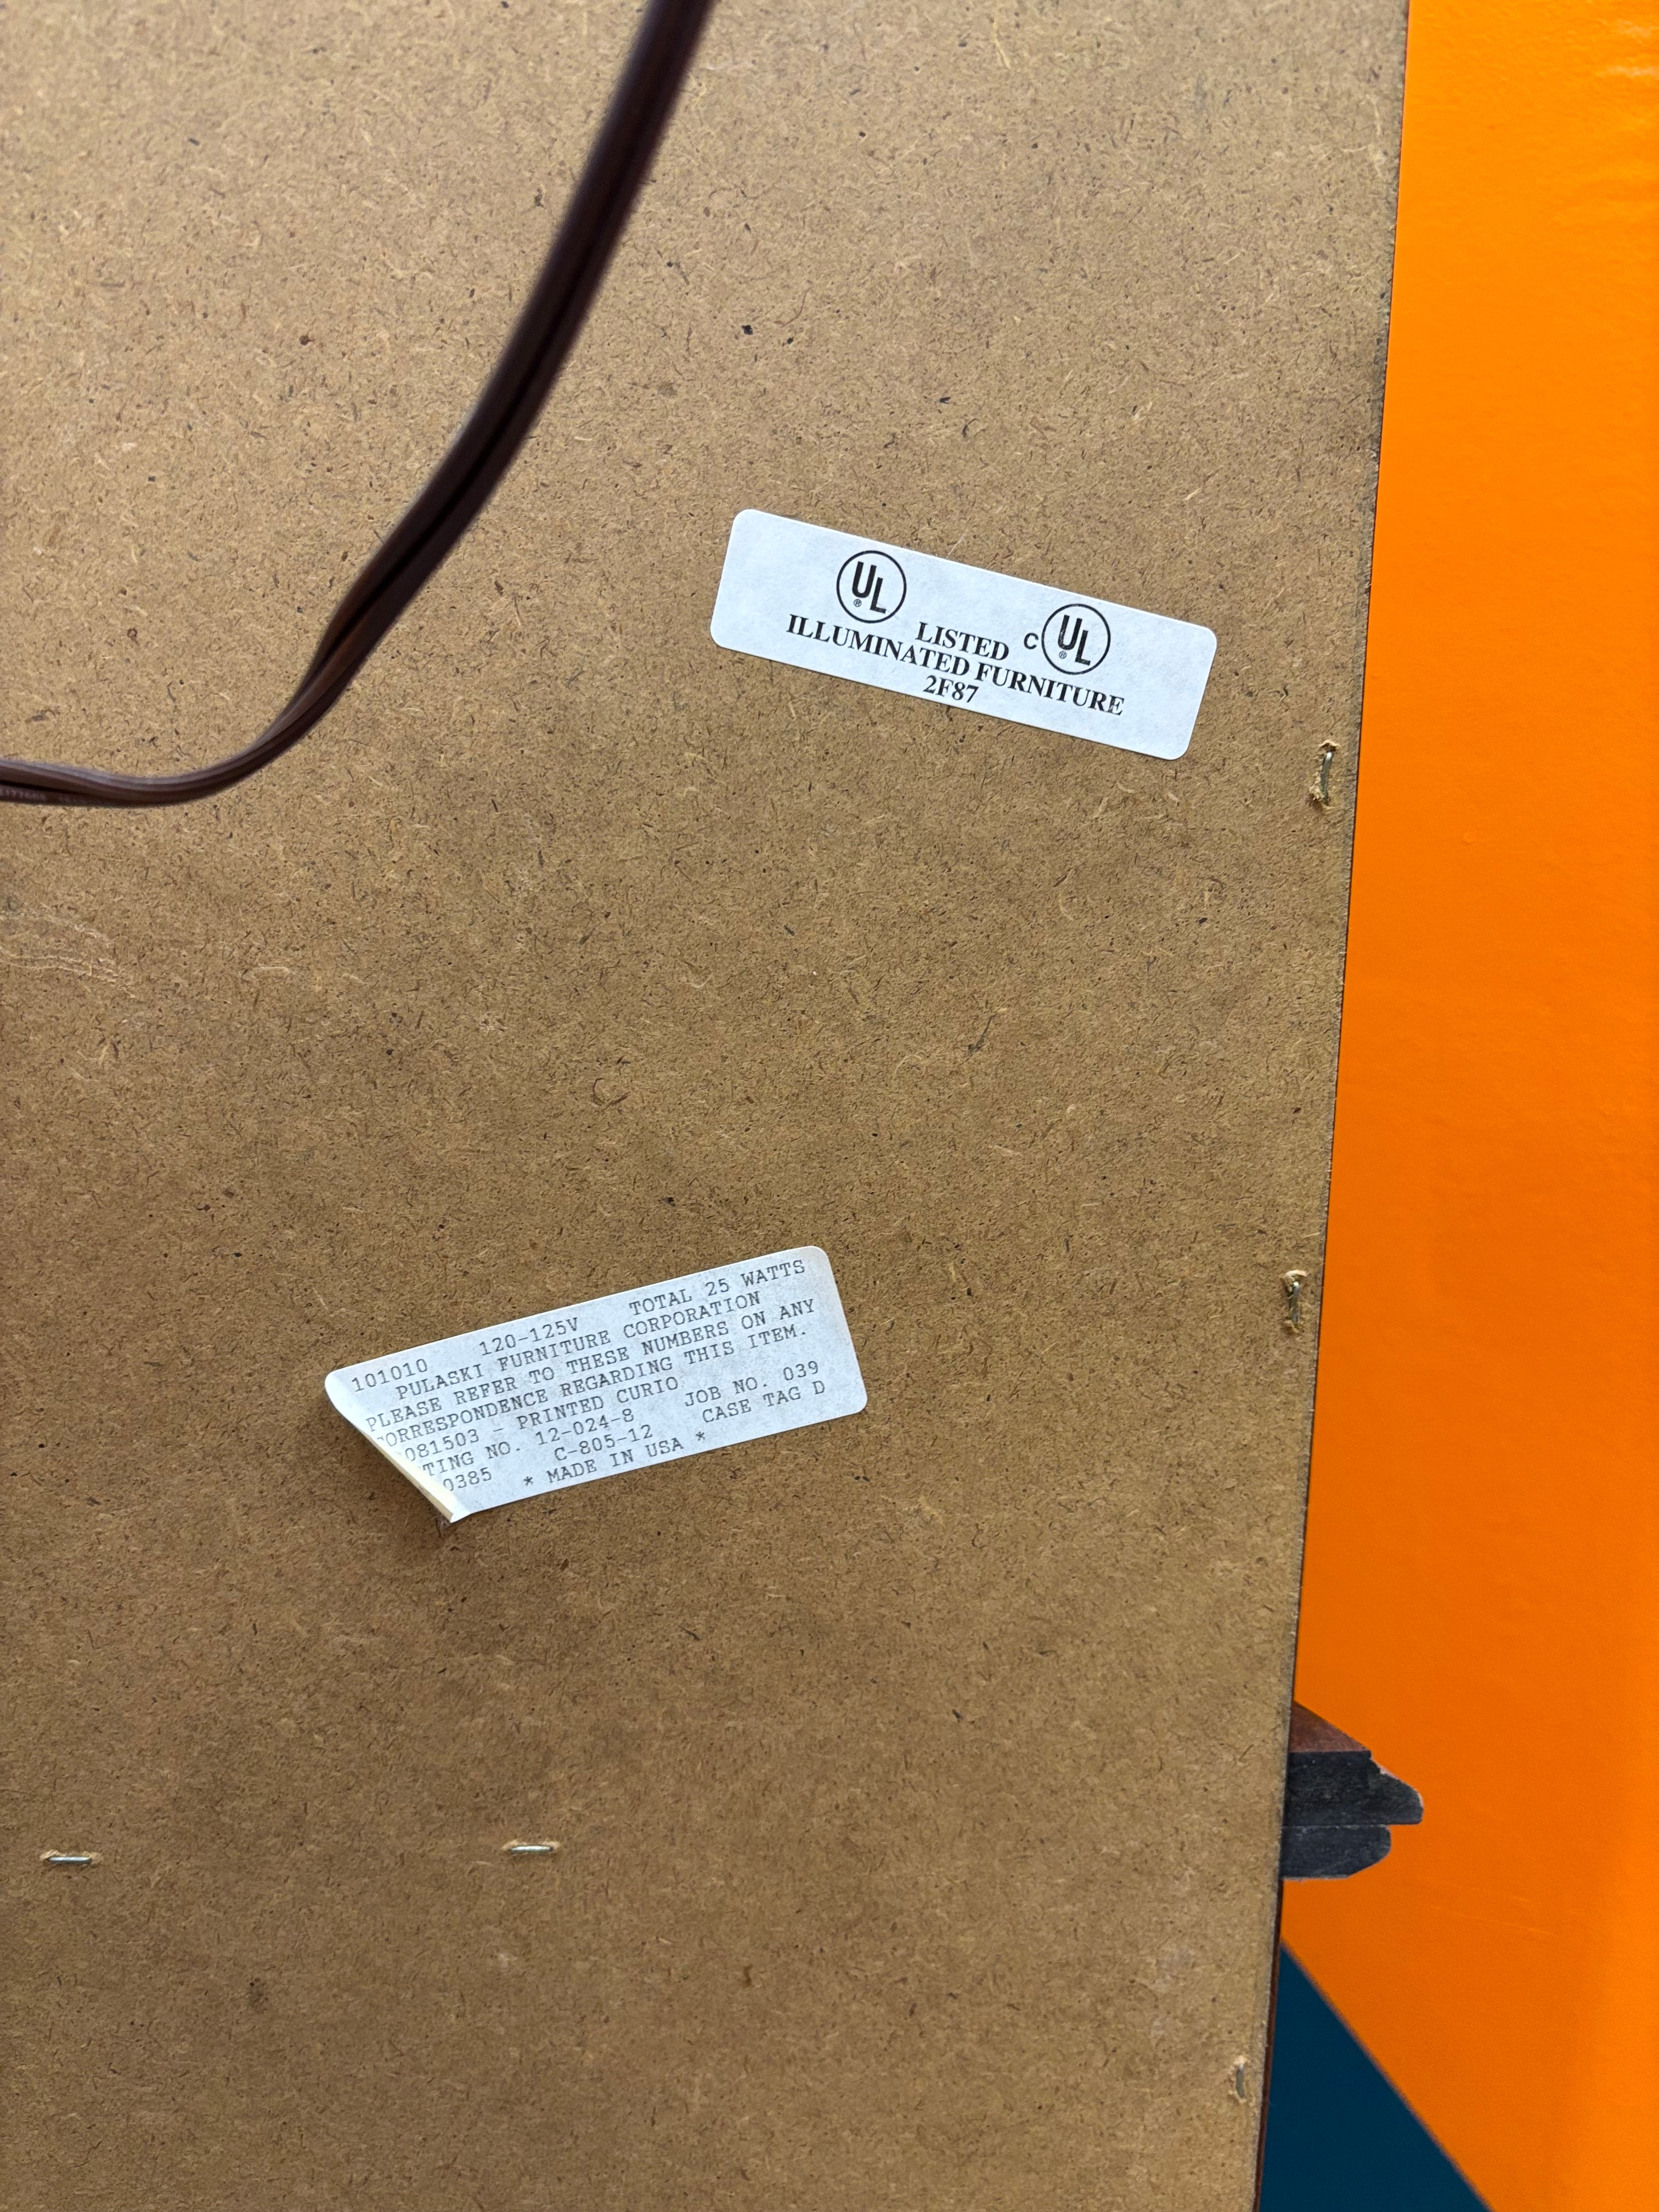 UL ® LISTED C UL ®
ILLUMINATED FURNITURE
2F87
101010 120-125V TOTAL 25 WATTS
PULASKI FURNITURE CORPORATION
PLEASE REFER TO THESE NUMBERS ON ANY
CORRESPONDENCE REGARDING THIS ITEM.
081503 - PRINTED CURIO
TING NO. 12-024-8 JOB NO. 039
0385 C-805-12 CASE TAG D
* MADE IN USA *